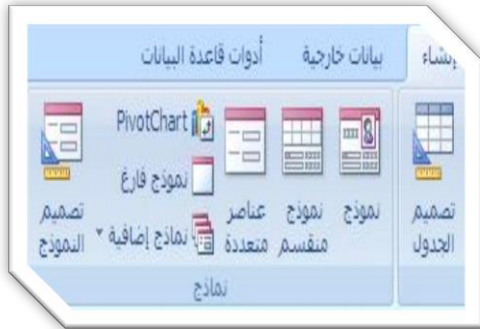 إنشاء بيانات خارجية أدوات قاعدة البيانات
تصميم الجدول
نموذج
نموذج منقسم
عناصر متعددة
PivotChart
نموذج فارغ
نماذج إضافية
تصميم النموذج
نماذج